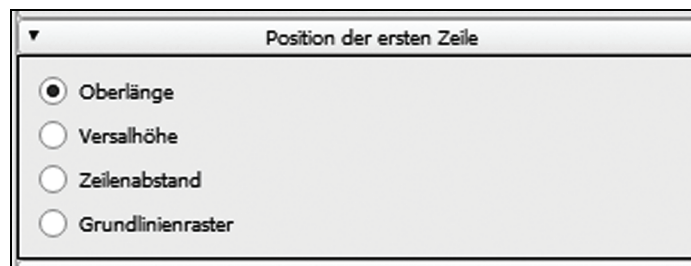 Position der ersten Zeile
Oberlänge
Versalhöhe
Zeilenabstand
Grundlinienraster